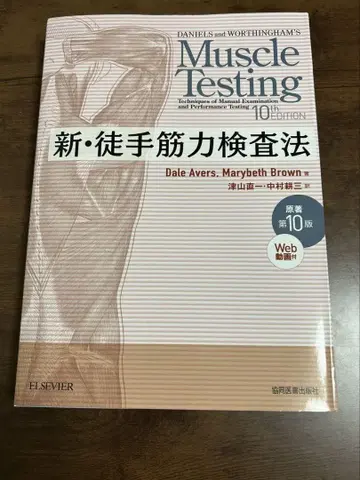 DANIELS and WORTHINGHAM'S
Muscle
Testing
Techniques of Manual Examination
and Performance Testing
10th EDITION
新・徒手筋力検査法
Dale Avers, Marybeth Brown 著
津山直一・中村耕三 訳
原著
第10版
Web
動画付
ELSEVIER
協同医書出版社